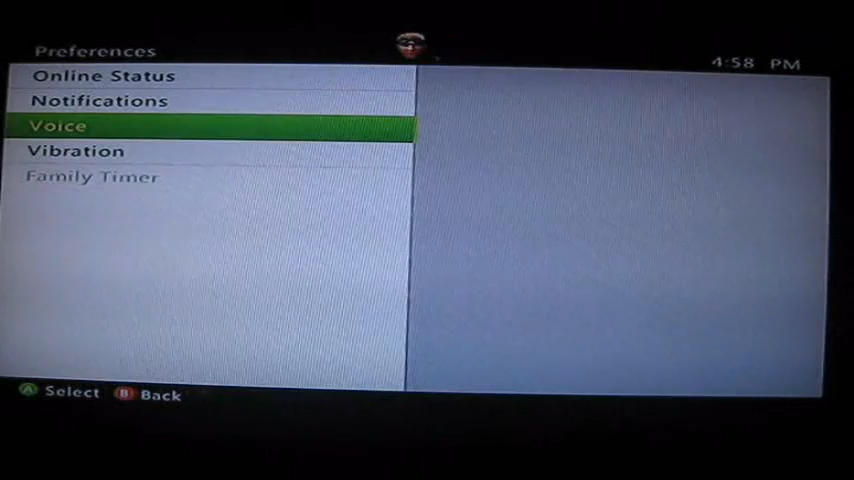 Preferences
4:58 PM
Online Status
Notifications
Voice
Vibration
Family Timer
A Select B Back